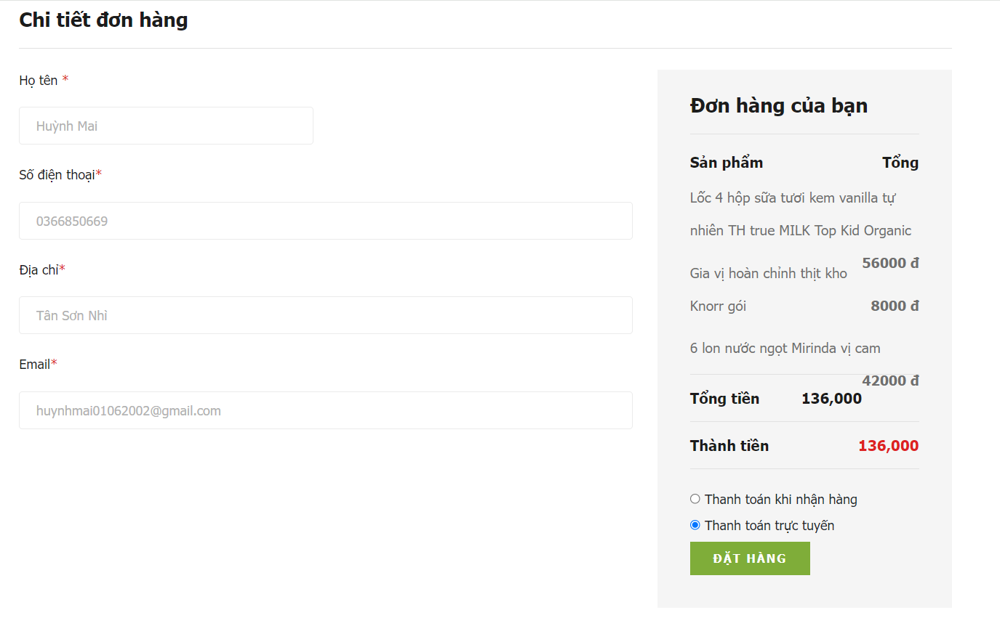 Chi tiết đơn hàng
Họ tên *
Huỳnh Mai
Số điện thoại*
0366850669
Địa chỉ*
Tân Sơn Nhì
Email*
huynhmai01062002@gmail.com
Đơn hàng của bạn
Sản phẩm Tổng
Lốc 4 hộp sữa tươi kem vanilla tự
nhiên TH true MILK Top Kid Organic
56000 đ
Gia vị hoàn chỉnh thịt kho
Knorr gói 8000 đ
6 lon nước ngọt Mirinda vị cam
42000 đ
Tổng tiền 136,000
Thành tiền 136,000
Thanh toán khi nhận hàng
Thanh toán trực tuyến
ĐẶT HÀNG